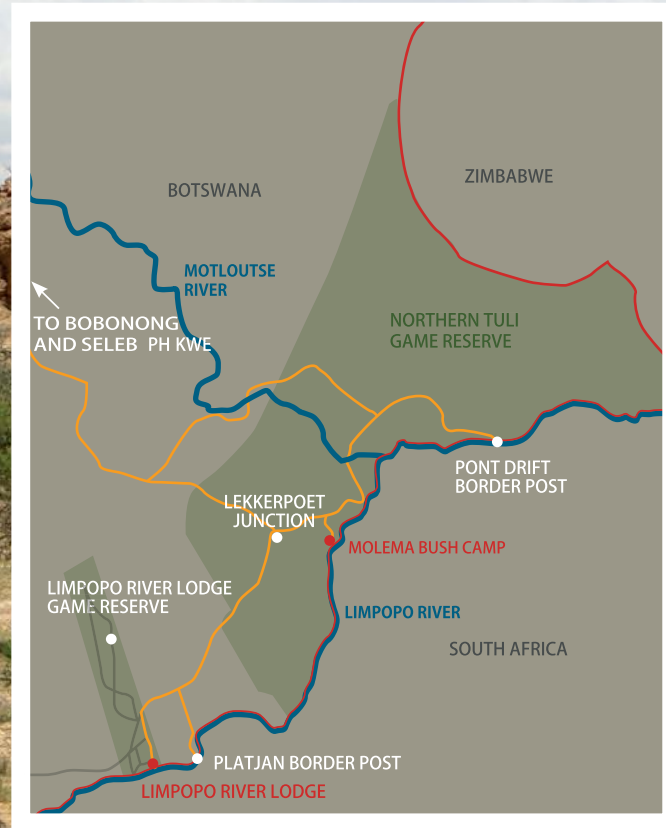 BOTSWANA
ZIMBABWE
MOTLOUTSE
RIVER
TO BOBONONG
AND SELEB PH KWE
NORTHERN TULI
GAME RESERVE
PONT DRIFT
BORDER POST
LEKKERPOET
JUNCTION
MOLEMA BUSH CAMP
LIMPOPO RIVER LODGE
GAME RESERVE
LIMPOPO RIVER
SOUTH AFRICA
PLATJAN BORDER POST
LIMPOPO RIVER LODGE